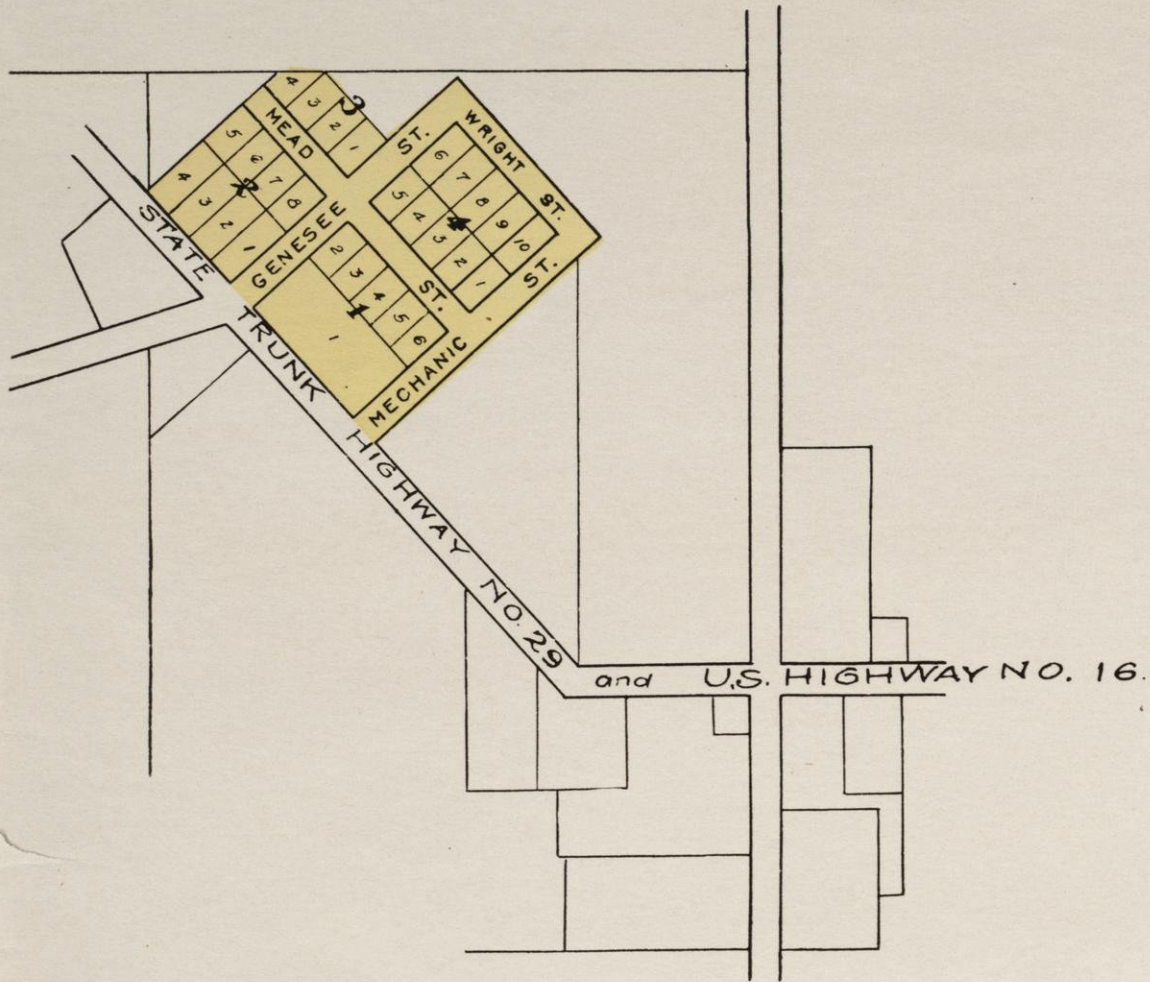 4 3 2 1
3
MEAD ST.
WRIGHT ST.
5 6 7 8
4 3 2 1
2
6 7 8 9 10
5 4 3 2 1
4
GENESEE ST.
2 3 4 5 6
1
1
MECHANIC ST.
STATE TRUNK HIGHWAY NO. 29 and U.S. HIGHWAY NO. 16.